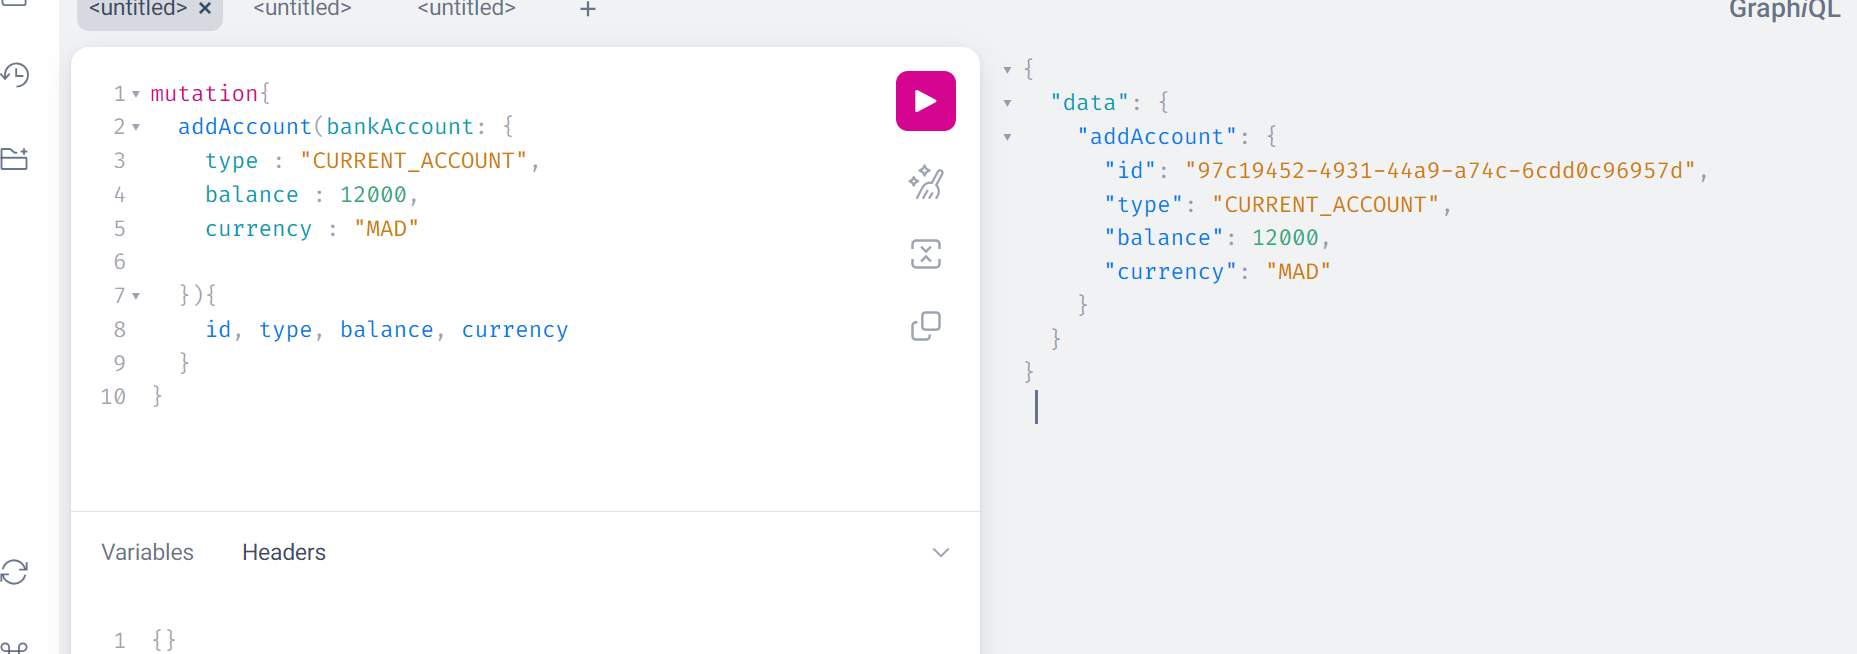 <untitled> × <untitled> <untitled> +
GraphiQL
1 mutation{
2 addAccount(bankAccount: {
3 type : "CURRENT_ACCOUNT",
4 balance : 12000,
5 currency : "MAD"
6
7 }){
8 id, type, balance, currency
9 }
10 }
Variables Headers
1 {}
{
"data": {
"addAccount": {
"id": "97c19452-4931-44a9-a74c-6cdd0c96957d",
"type": "CURRENT_ACCOUNT",
"balance": 12000,
"currency": "MAD"
}
}
}